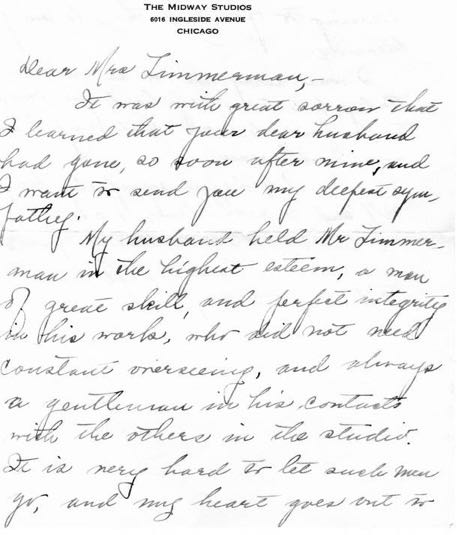 THE MIDWAY STUDIOS
6016 INGLESIDE AVENUE
CHICAGO
Dear Mrs Zimmerman,-
It was with great sorrow that
I learned that your dear husband
had gone, so soon after mine, and
I want to send you my deepest sym-
pathy.
My husband held Mr Zimmer-
man in the highest esteem, a man
of great skill, and perfect integrity
in his work, who did not need
constant overseeing, and always
a gentleman in his contacts
with the others in the studio.
It is very hard to let such men
go, and my heart goes out to